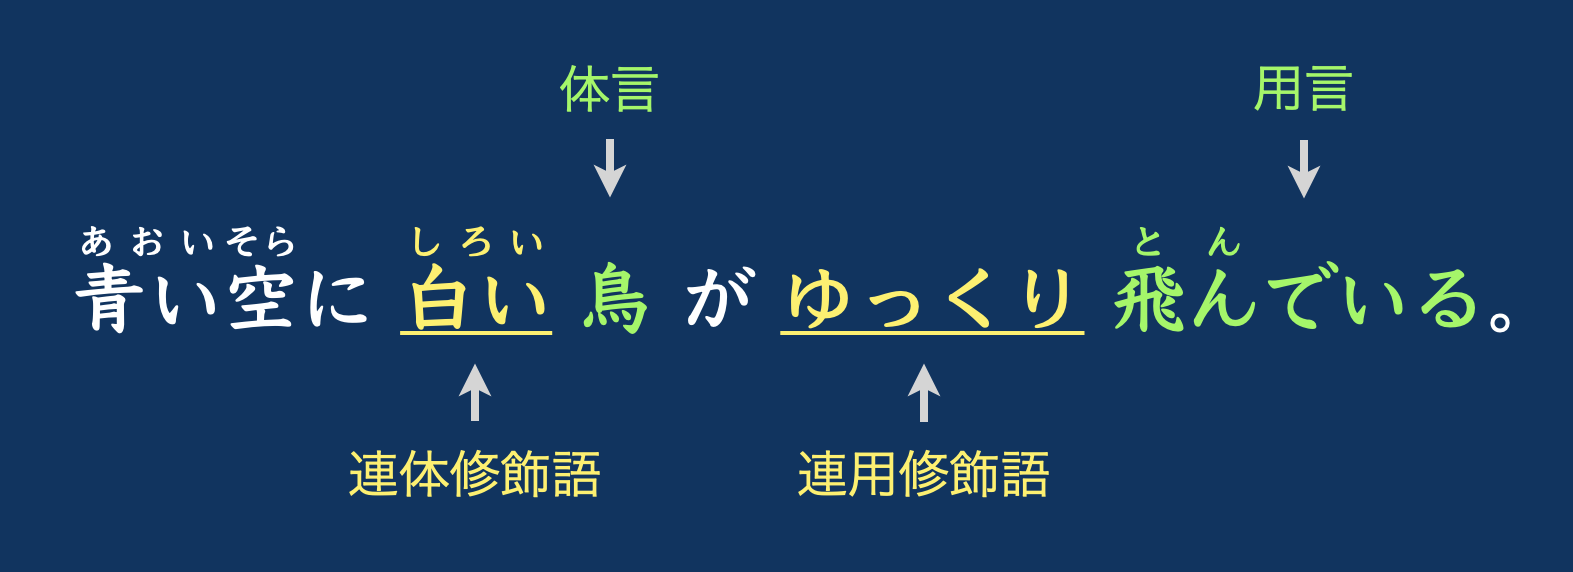 体言 用言
あおいそら しろい とん
青い空に 白い 鳥 が ゆっくり 飛んでいる。
連体修飾語 連用修飾語